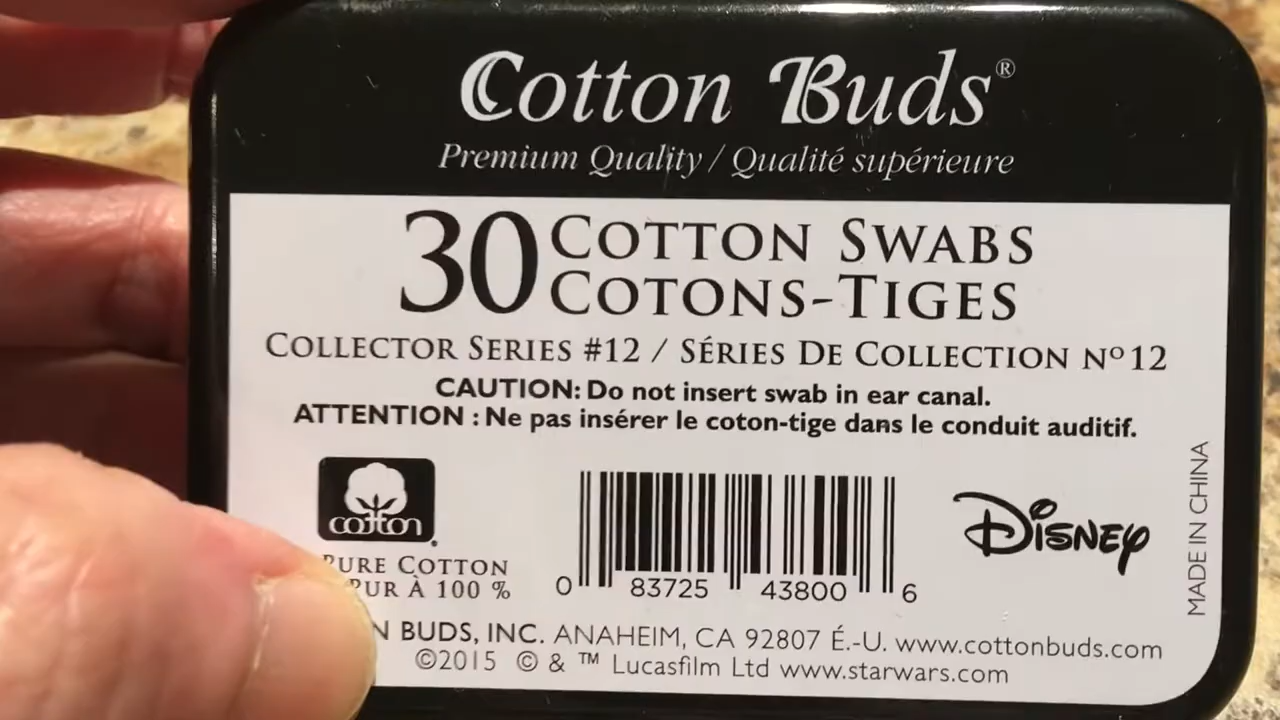 Cotton Buds®
Premium Quality / Qualité supérieure
30 COTTON SWABS
COTONS-TIGES
COLLECTOR SERIES #12 / SÉRIES DE COLLECTION Nº 12
CAUTION: Do not insert swab in ear canal.
ATTENTION : Ne pas insérer le coton-tige dans le conduit auditif.
cotton
PURE COTTON
PUR À 100 %
0 83725 43800 6
Disney
MADE IN CHINA
BUDS, INC. ANAHEIM, CA 92807 É.-U. www.cottonbuds.com
©2015 © & ™ Lucasfilm Ltd www.starwars.com